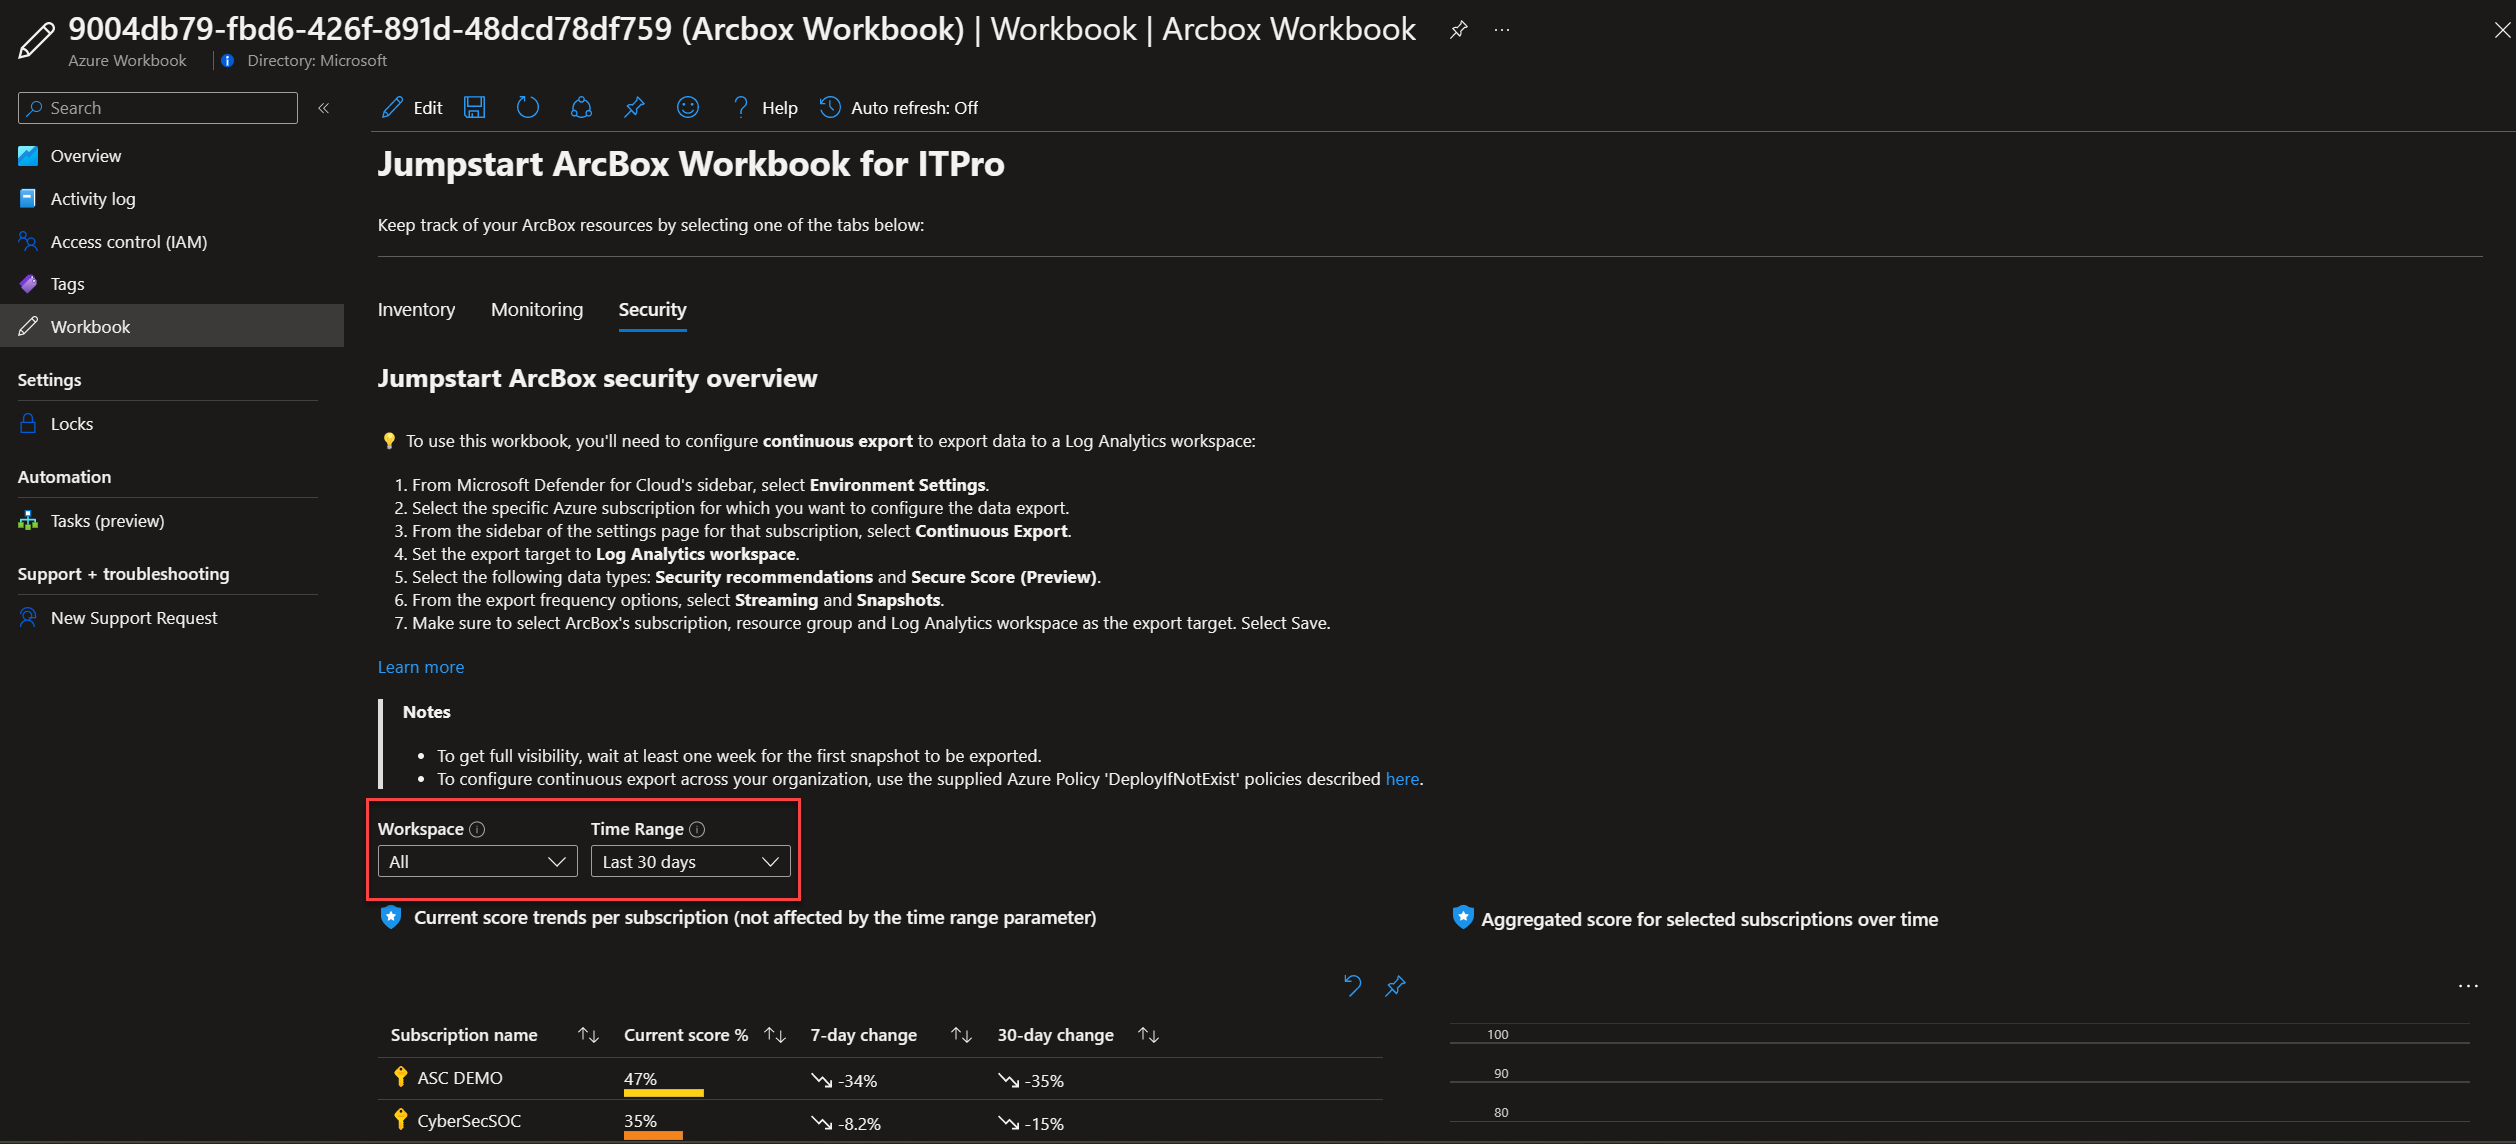 9004db79-fbd6-426f-891d-48dcd78df759 (Arcbox Workbook) | Workbook | Arcbox Workbook
Azure Workbook
Directory: Microsoft
Search
Overview
Activity log
Access control (IAM)
Tags
Workbook
Settings
Locks
Automation
Tasks (preview)
Support + troubleshooting
New Support Request
Edit
Help
Auto refresh: Off
Jumpstart ArcBox Workbook for ITPro
Keep track of your ArcBox resources by selecting one of the tabs below:
Inventory Monitoring Security
Jumpstart ArcBox security overview
To use this workbook, you'll need to configure continuous export to export data to a Log Analytics workspace:
1. From Microsoft Defender for Cloud's sidebar, select Environment Settings.
2. Select the specific Azure subscription for which you want to configure the data export.
3. From the sidebar of the settings page for that subscription, select Continuous Export.
4. Set the export target to Log Analytics workspace.
5. Select the following data types: Security recommendations and Secure Score (Preview).
6. From the export frequency options, select Streaming and Snapshots.
7. Make sure to select ArcBox's subscription, resource group and Log Analytics workspace as the export target. Select Save.
Learn more
Notes
• To get full visibility, wait at least one week for the first snapshot to be exported.
• To configure continuous export across your organization, use the supplied Azure Policy 'DeployIfNotExist' policies described here.
Workspace Time Range
All Last 30 days
Current score trends per subscription (not affected by the time range parameter)
Subscription name Current score % 7-day change 30-day change
ASC DEMO 47% -34% -35%
CyberSecSOC 35% -8.2% -15%
Aggregated score for selected subscriptions over time
100
90
80